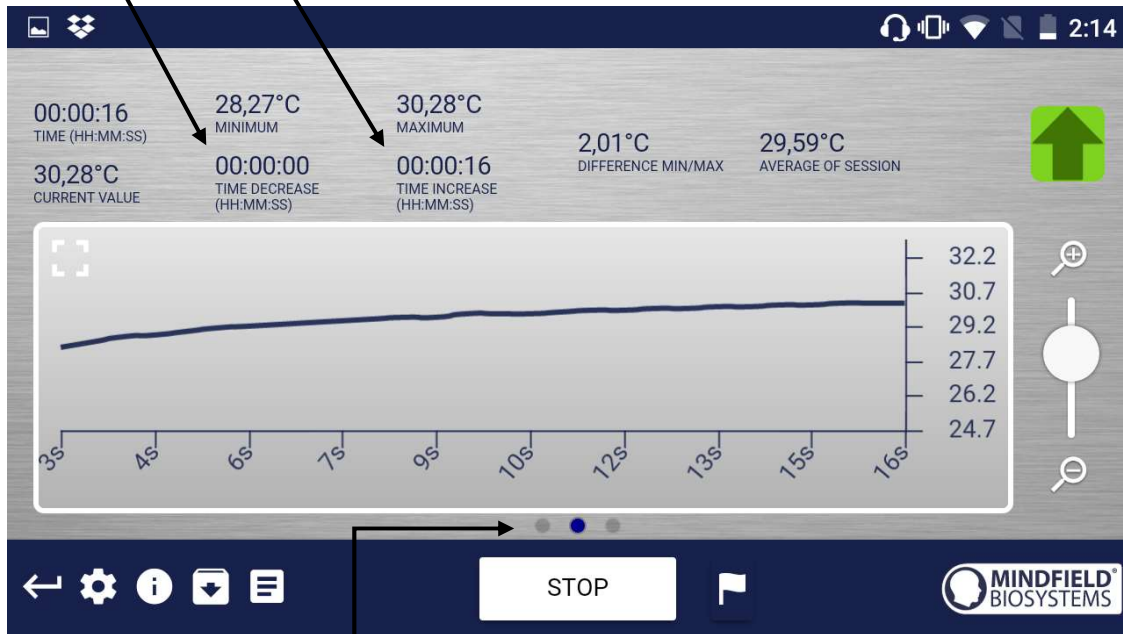 2:14
00:00:16
TIME (HH:MM:SS)
30,28°C
CURRENT VALUE
28,27°C
MINIMUM
00:00:00
TIME DECREASE
(HH:MM:SS)
30,28°C
MAXIMUM
00:00:16
TIME INCREASE
(HH:MM:SS)
2,01°C
DIFFERENCE MIN/MAX
29,59°C
AVERAGE OF SESSION
32.2
30.7
29.2
27.7
26.2
24.7
3s 4s 6s 7s 9s 10s 12s 13s 15s 16s
STOP
MINDFIELD®
BIOSYSTEMS